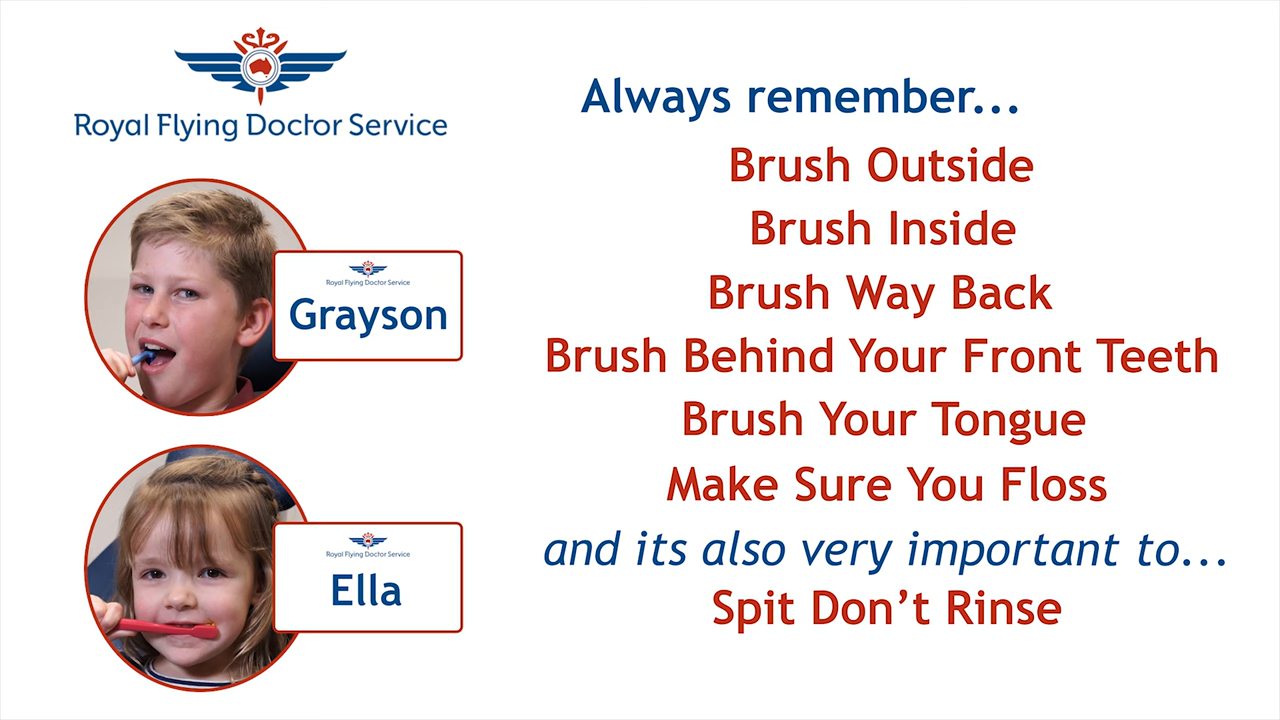 Royal Flying Doctor Service
Always remember...
Brush Outside
Brush Inside
Brush Way Back
Brush Behind Your Front Teeth
Brush Your Tongue
Make Sure You Floss
and its also very important to...
Spit Don’t Rinse
Royal Flying Doctor Service
Grayson
Royal Flying Doctor Service
Ella